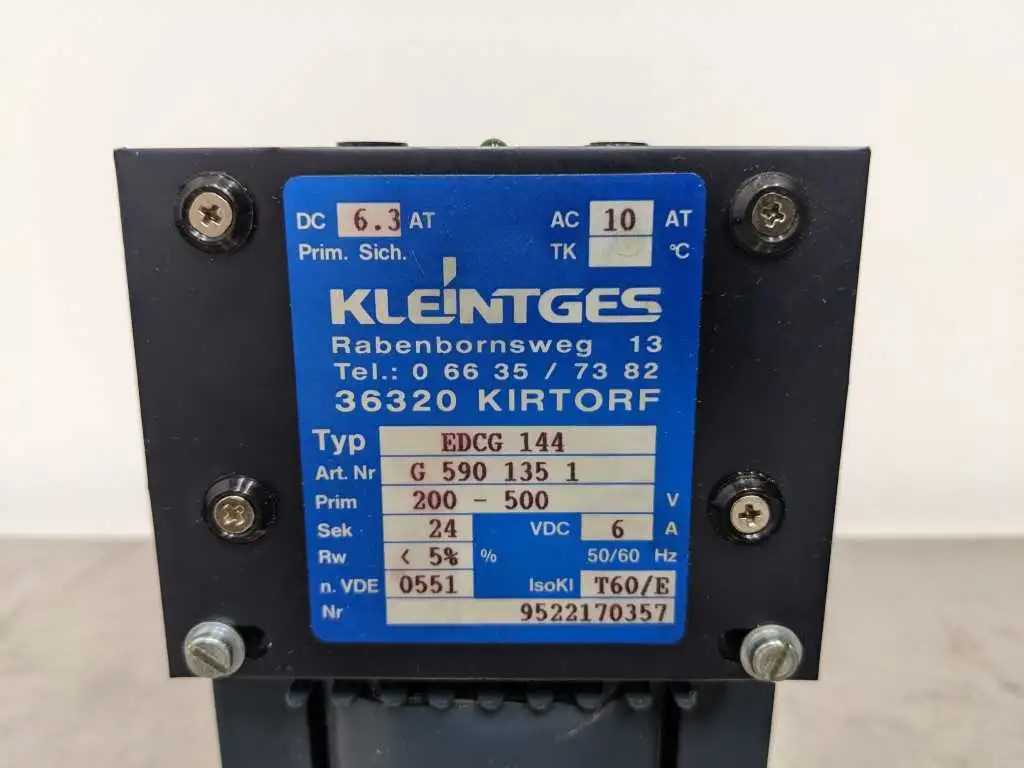 DC 6.3 AT AC 10 AT
Prim. Sich. TK °C
KLEINTGES
Rabenbornsweg 13
Tel.: 0 66 35 / 73 82
36320 KIRTORF
Typ EDCG 144
Art. Nr G 590 135 1
Prim 200 - 500 V
Sek 24 VDC 6 A
Rw < 5% % 50/60 Hz
n. VDE 0551 IsoKl T60/E
Nr 9522170357